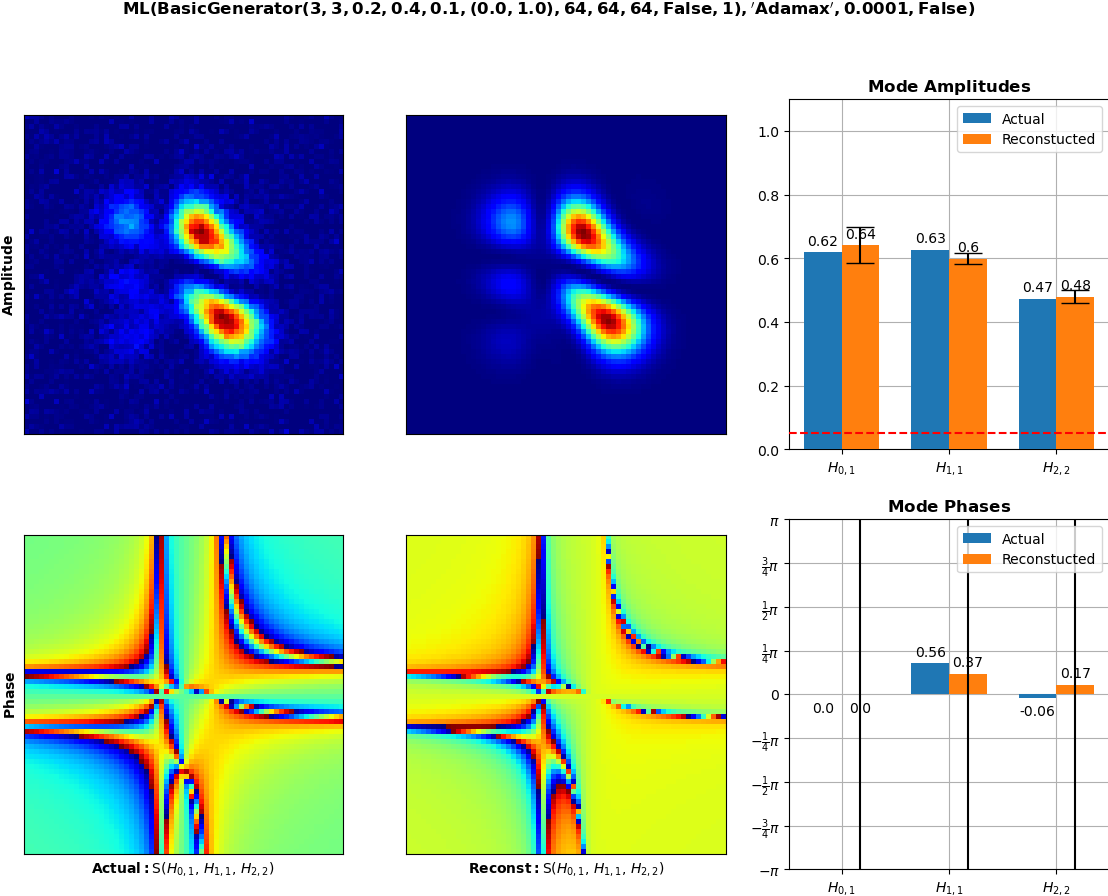 ML(BasicGenerator(3, 3, 0.2, 0.4, 0.1, (0.0, 1.0), 64, 64, 64, False, 1), ′Adamax′, 0.0001, False)
Amplitude
Mode Amplitudes
Actual
Reconstucted
1.0
0.8
0.6
0.4
0.2
0.0
0.62
0.64
0.63
0.6
0.47
0.48
H0, 1
H1, 1
H2, 2
Phase
Actual: S(H0, 1, H1, 1, H2, 2)
Reconst: S(H0, 1, H1, 1, H2, 2)
Mode Phases
Actual
Reconstucted
π
3/4π
1/2π
1/4π
0
−1/4π
−1/2π
−3/4π
−π
0.0
0.0
0.56
0.37
-0.06
0.17
H0, 1
H1, 1
H2, 2